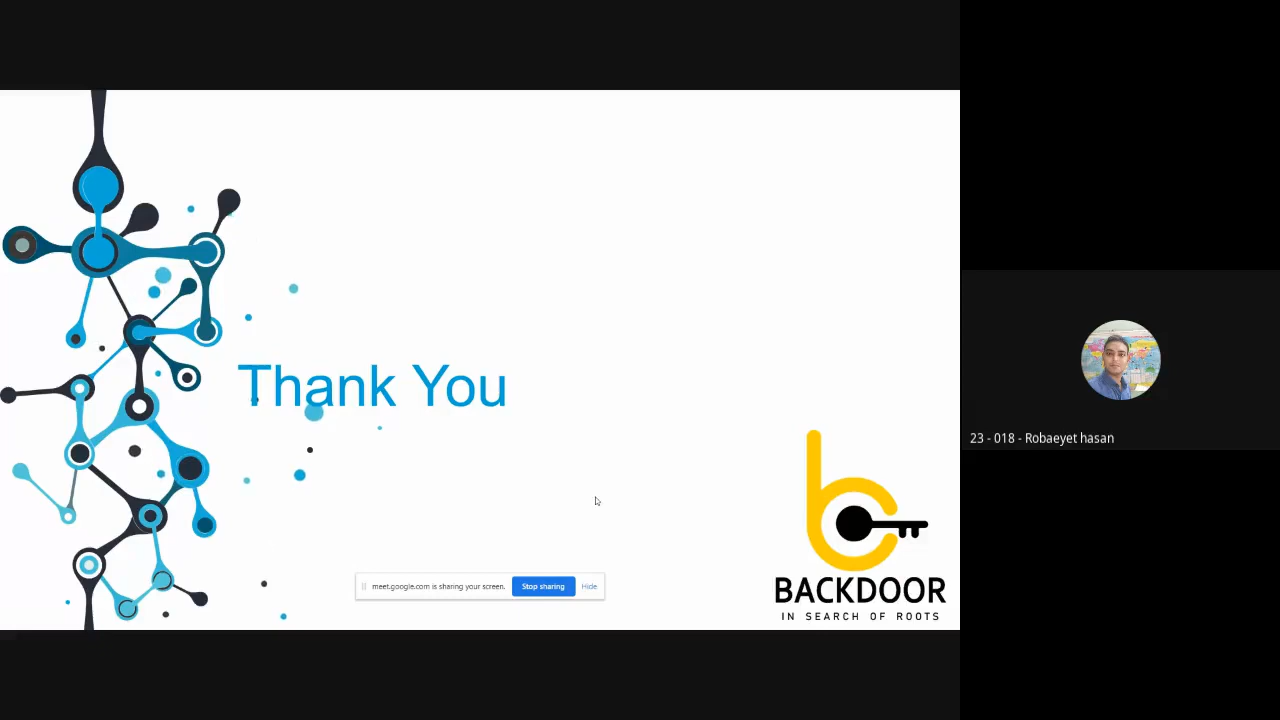 Thank You
meet.google.com is sharing your screen. Stop sharing Hide
BACKDOOR
IN SEARCH OF ROOTS
23 - 018 - Robaeyet hasan